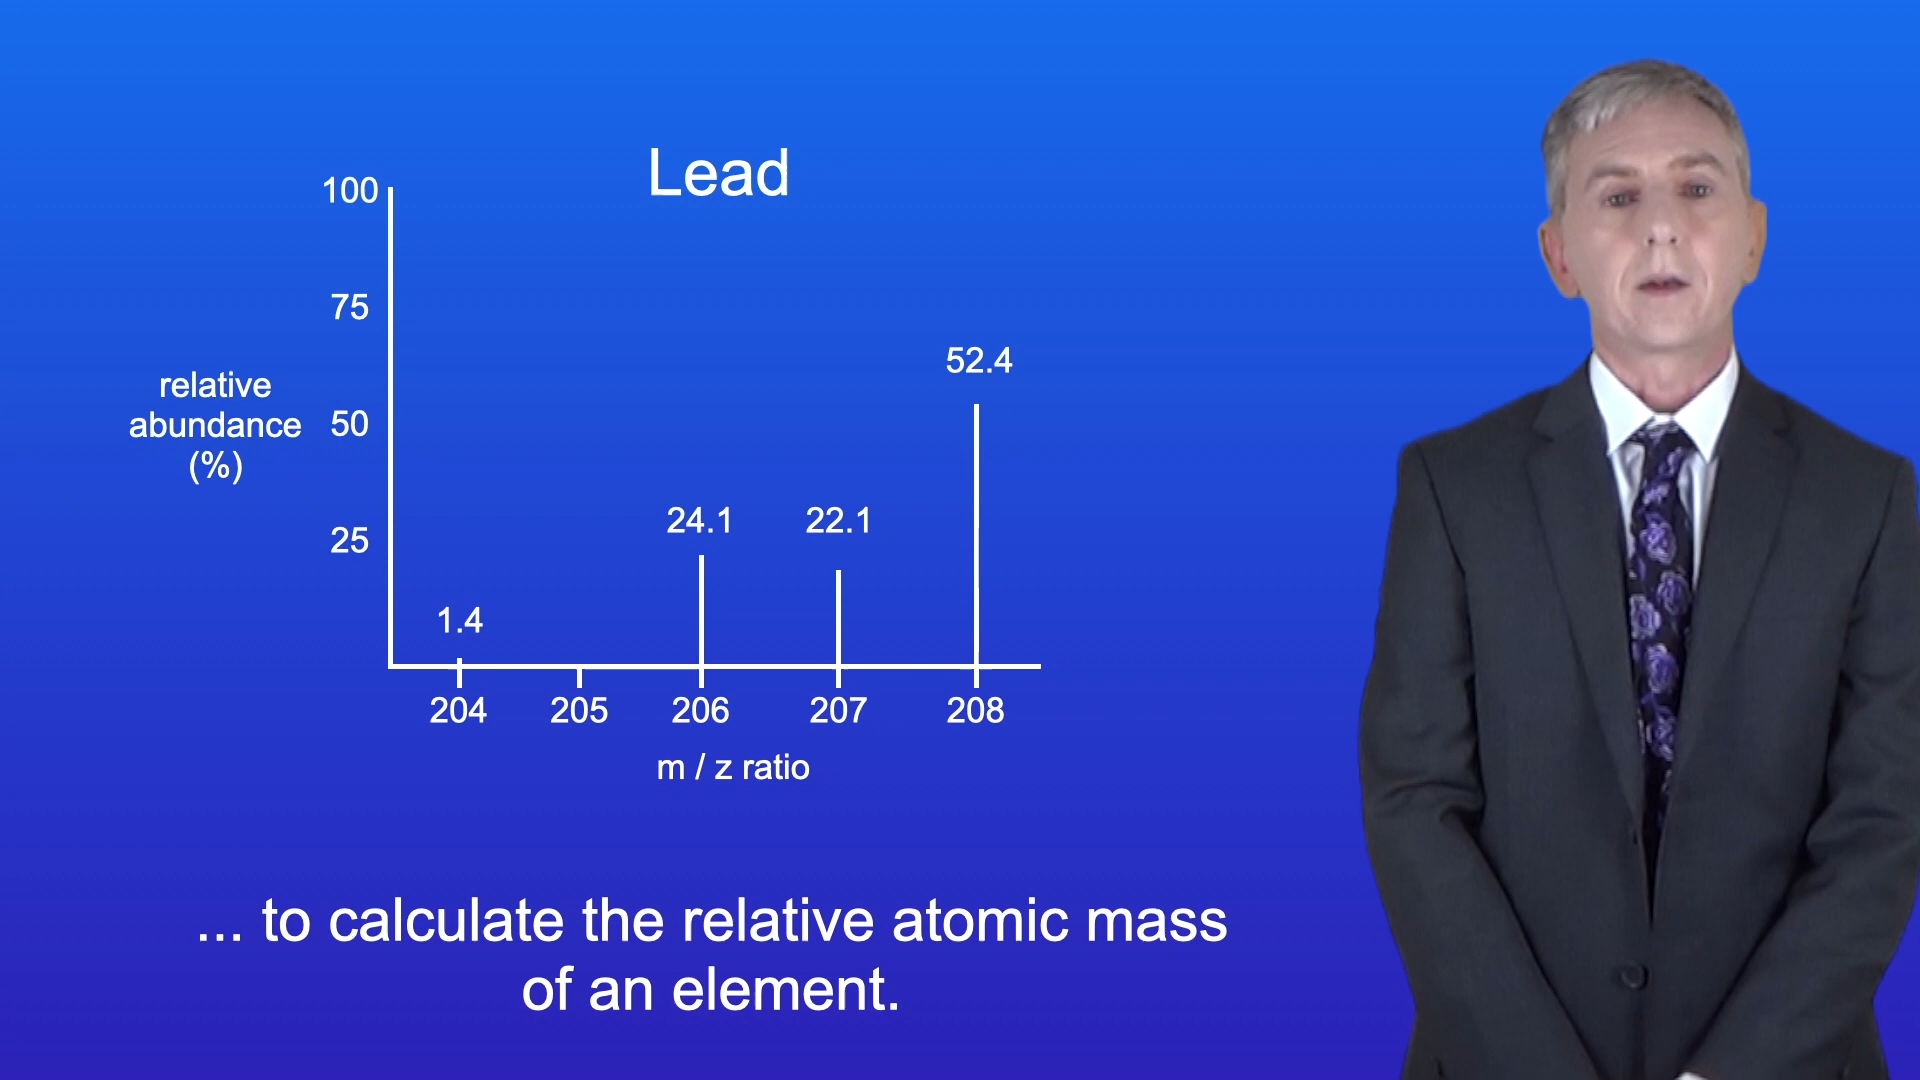 Lead
100
75
50
25
relative
abundance
(%)
1.4
24.1
22.1
52.4
204
205
206
207
208
m / z ratio
... to calculate the relative atomic mass
of an element.